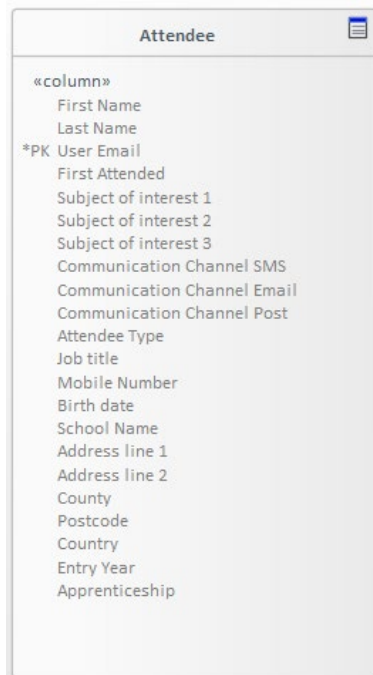 Attendee
«column»
First Name
Last Name
*PK User Email
First Attended
Subject of interest 1
Subject of interest 2
Subject of interest 3
Communication Channel SMS
Communication Channel Email
Communication Channel Post
Attendee Type
Job title
Mobile Number
Birth date
School Name
Address line 1
Address line 2
County
Postcode
Country
Entry Year
Apprenticeship